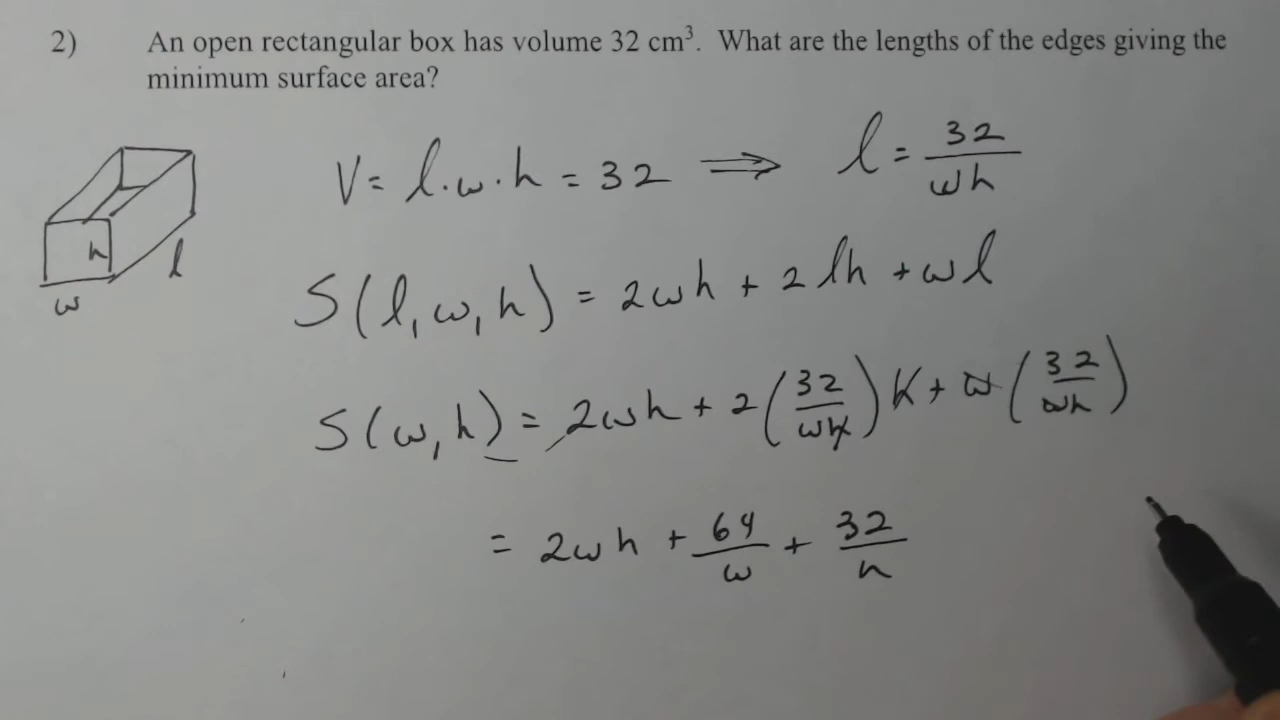 2) An open rectangular box has volume 32 cm³. What are the lengths of the edges giving the
minimum surface area?
V = l·w·h = 32 ⟹ l = 32/wh
h
l
w
S(l, w, h) = 2wh + 2lh + wl
S(w, h) = 2wh + 2(32/wh)h + w(32/wh)
= 2wh + 64/w + 32/h